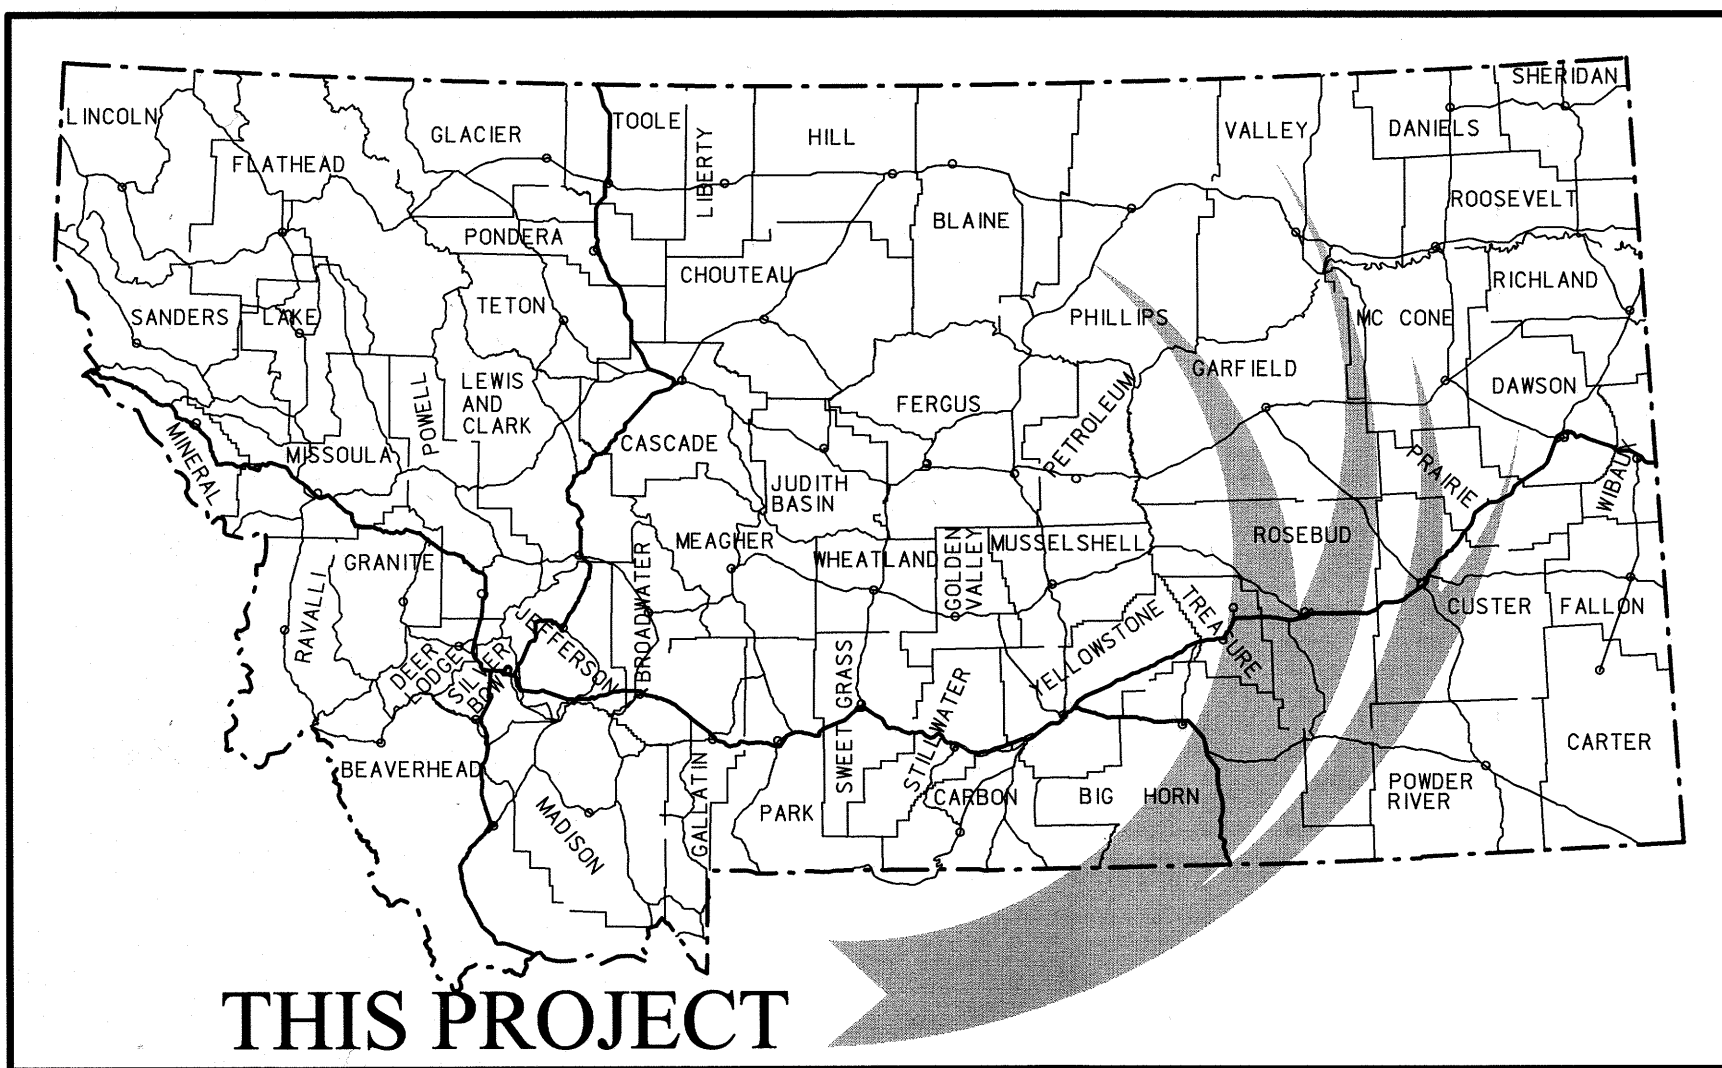 SHERIDAN
LINCOLN
GLACIER
TOOLE
LIBERTY
HILL
VALLEY
DANIELS
FLATHEAD
ROOSEVELT
BLAINE
PONDERA
CHOUTEAU
RICHLAND
SANDERS
LAKE
TETON
PHILLIPS
MC CONE
GARFIELD
DAWSON
POWELL
LEWIS
AND
CLARK
FERGUS
PETROLEUM
CASCADE
MINERAL
MISSOULA
JUDITH
BASIN
PRAIRIE
WIBAUX
GRANITE
MEAGHER
WHEATLAND
GOLDEN
VALLEY
MUSSELSHELL
ROSEBUD
RAVALLI
BROADWATER
JEFFERSON
TREASURE
CUSTER
FALLON
DEER
LODGE
SILVER
BOW
SWEET GRASS
STILLWATER
YELLOWSTONE
CARTER
BEAVERHEAD
MADISON
GALLATIN
PARK
CARBON
BIG HORN
POWDER
RIVER
THIS PROJECT